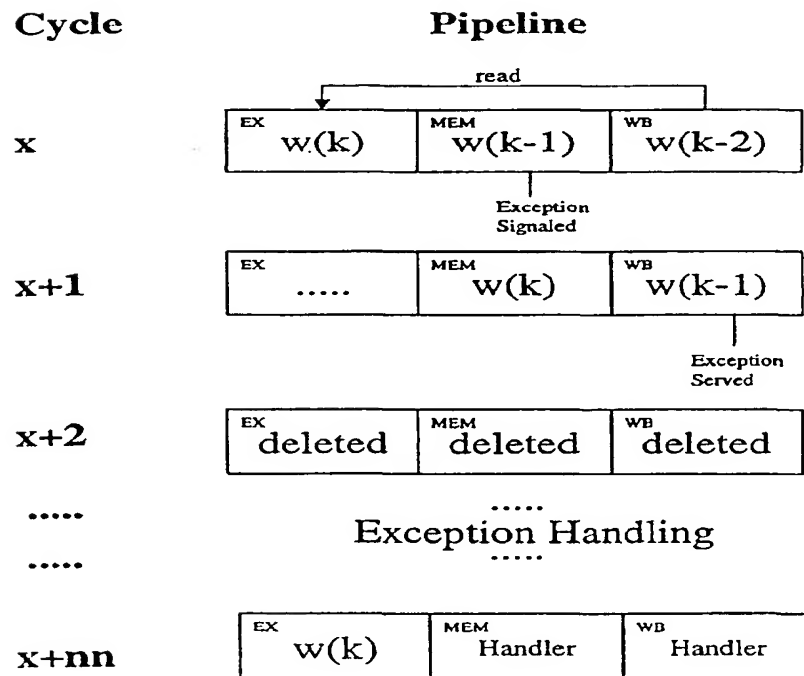 Cycle Pipeline
read
x
EX w(k) MEM w(k-1) WB w(k-2)
Exception
Signaled
x+1
EX ..... MEM w(k) WB w(k-1)
Exception
Served
x+2
EX deleted MEM deleted WB deleted
..... .....
Exception Handling
..... .....
x+nn
EX w(k) MEM Handler WB Handler